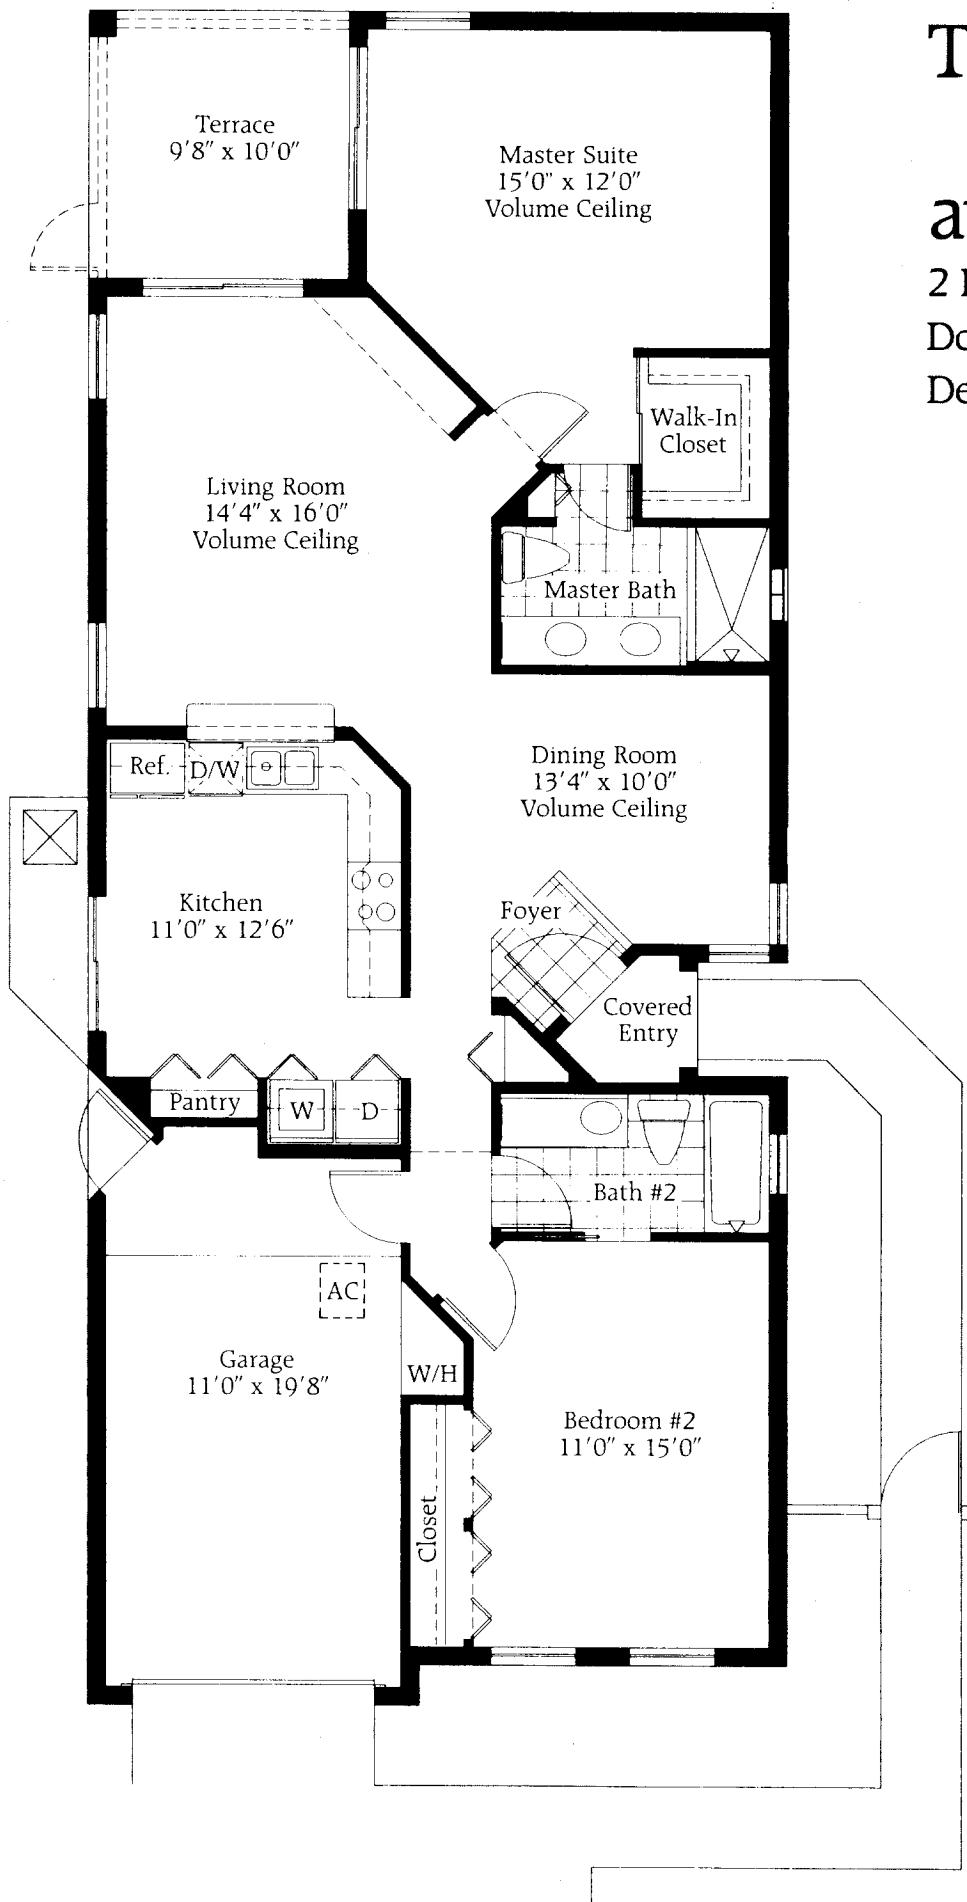 Terrace
9'8" x 10'0"
Master Suite
15'0" x 12'0"
Volume Ceiling
2
Walk-In
Closet
Living Room
14'4" x 16'0"
Volume Ceiling
Master Bath
Dining Room
13'4" x 10'0"
Volume Ceiling
Ref.
D/W
Kitchen
11'0" x 12'6"
Foyer
Covered
Entry
Pantry
W
D
Bath #2
AC
Garage
11'0" x 19'8"
W/H
Bedroom #2
11'0" x 15'0"
Closet